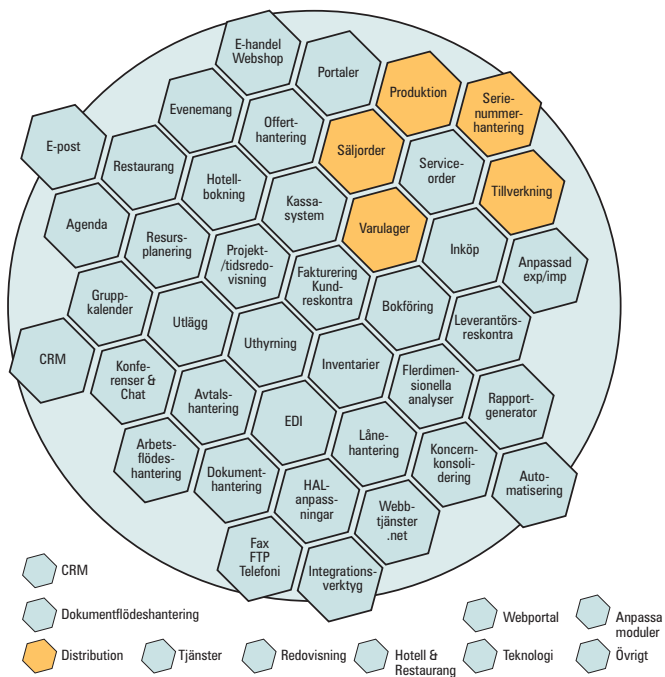 E-handel
Webshop
Portaler
Produktion
Serie-
nummer-
hantering
Evenemang
Offert-
hantering
Säljorder
Service-
order
Tillverkning
E-post
Restaurang
Hotell-
bokning
Kassa-
system
Varulager
Inköp
Anpassad
exp/imp
Agenda
Resurs-
planering
Projekt-
/tidsredo-
visning
Fakturering
Kund-
reskontra
Bokföring
Leverantörs-
reskontra
Grupp-
kalender
Utlägg
Uthyrning
Inventarier
Flerdimen-
sionella
analyser
Rapport-
generator
CRM
Konfe-
renser &
Chat
Avtals-
hantering
EDI
Låne-
hantering
Koncern-
konsoli-
dering
Auto-
matisering
Arbets-
flödes-
hantering
Dokument-
hantering
HAL-
anpass-
ningar
Webb-
tjänster
.net
Fax
FTP
Telefoni
Integrations-
verktyg
CRM
Dokumentflödeshantering
Webportal
Anpassa
moduler
Distribution
Tjänster
Redovisning
Hotell &
Restaurang
Teknologi
Övrigt